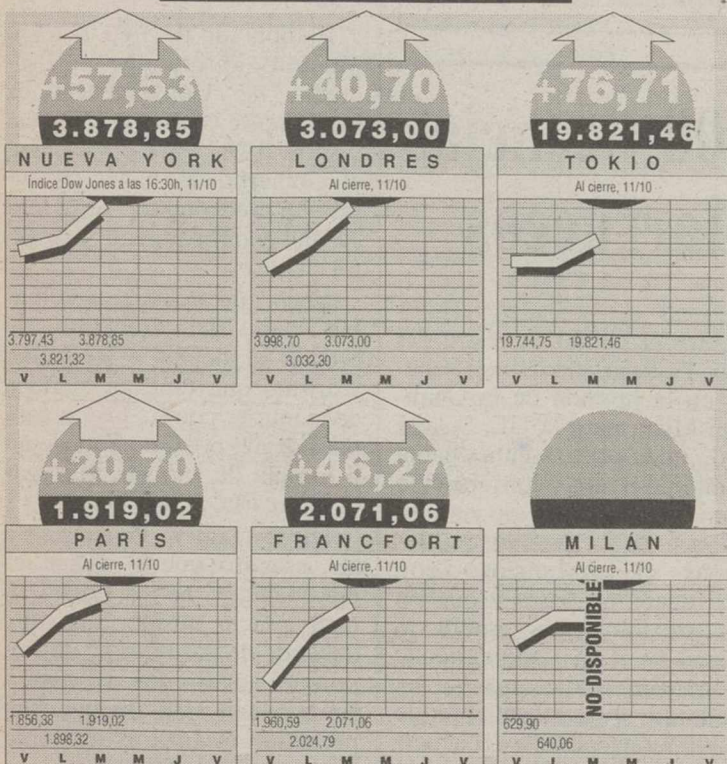 +57,53
3.878,85
NUEVA YORK
Índice Dow Jones a las 16:30h, 11/10
3.797,43 3.878,85
3.821,32
V L M M J V
+40,70
3.073,00
LONDRES
Al cierre, 11/10
3.998,70 3.073,00
3.032,30
V L M M J V
+76,71
19.821,46
TOKIO
Al cierre, 11/10
19.744,75 19.821,46
V L M M J V
+20,70
1.919,02
PARÍS
Al cierre, 11/10
1.856,38 1.919,02
1.898,32
V L M M J V
+46,27
2.071,06
FRANCFORT
Al cierre, 11/10
1.960,59 2.071,06
2.024,79
V L M M J V
MILÁN
Al cierre, 11/10
NO DISPONIBLE
629,90
640,06
V L M M J V